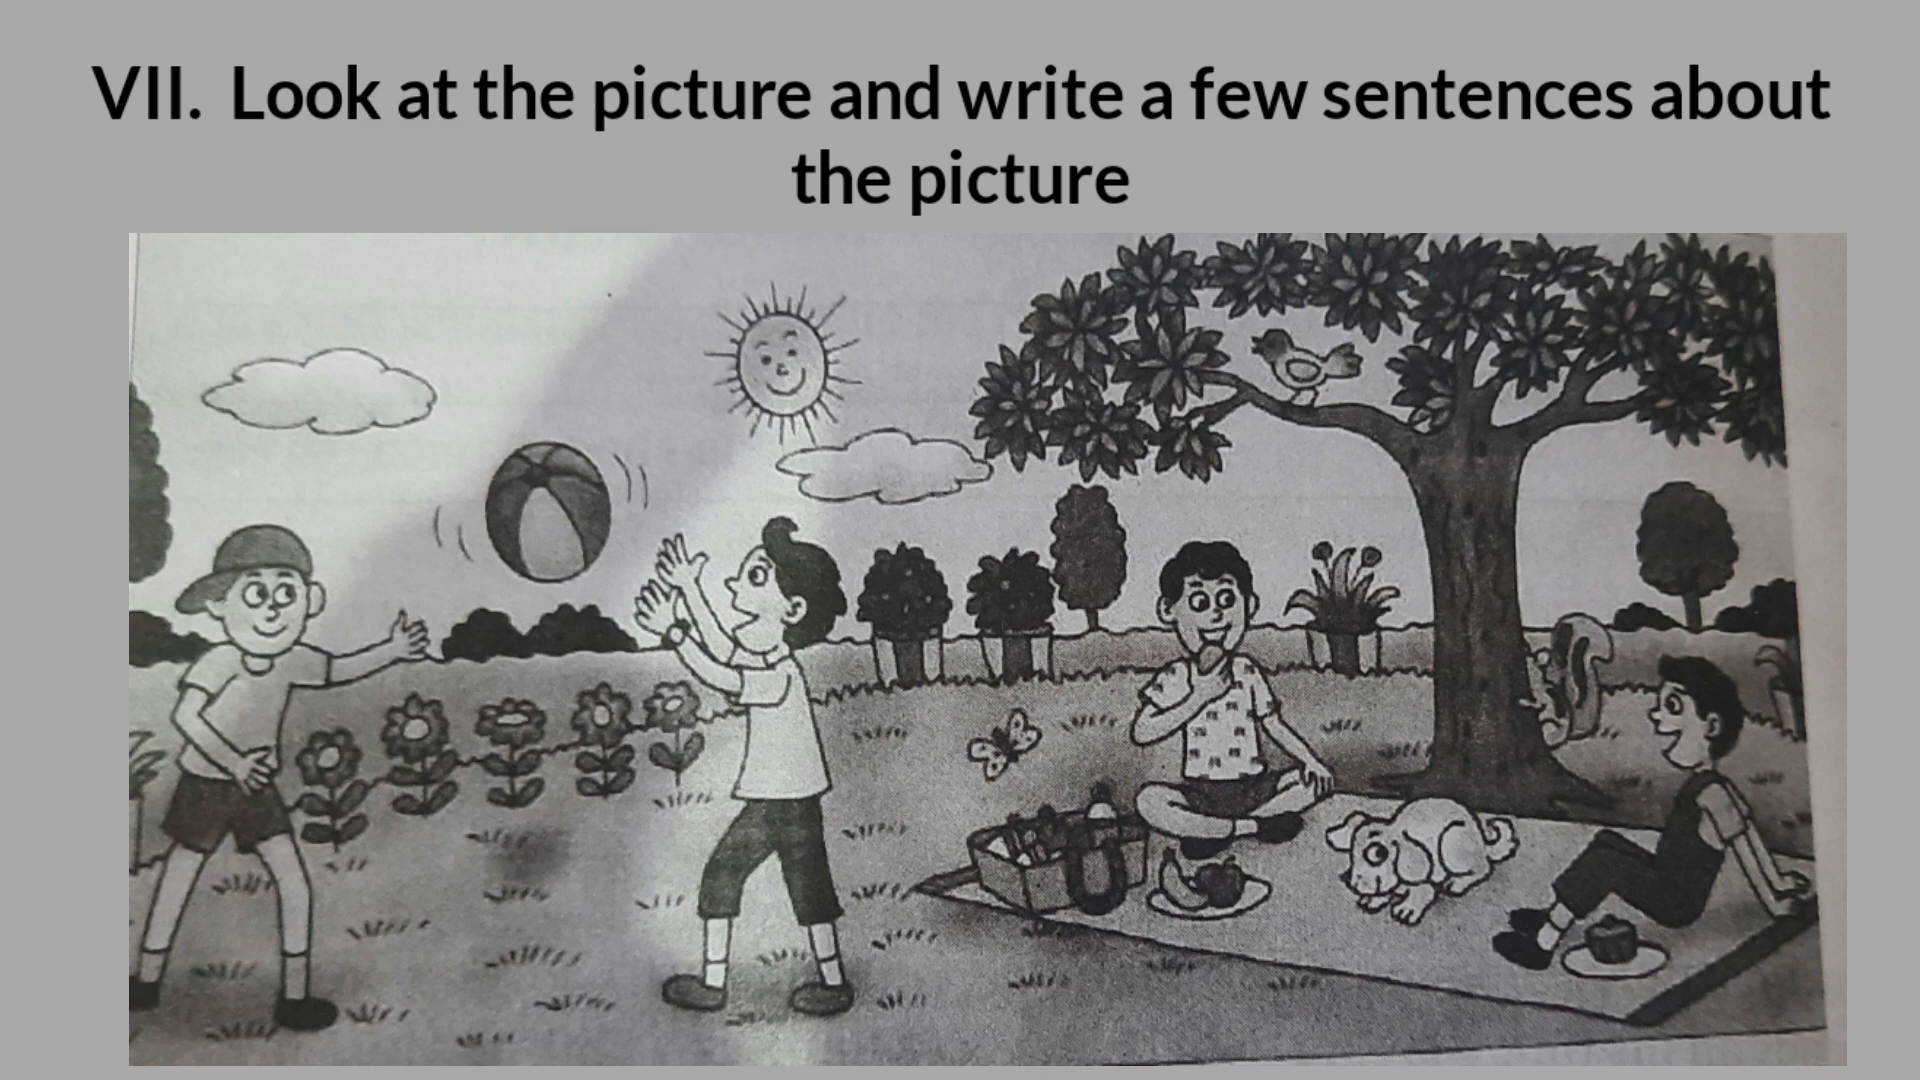 VII. Look at the picture and write a few sentences about
the picture